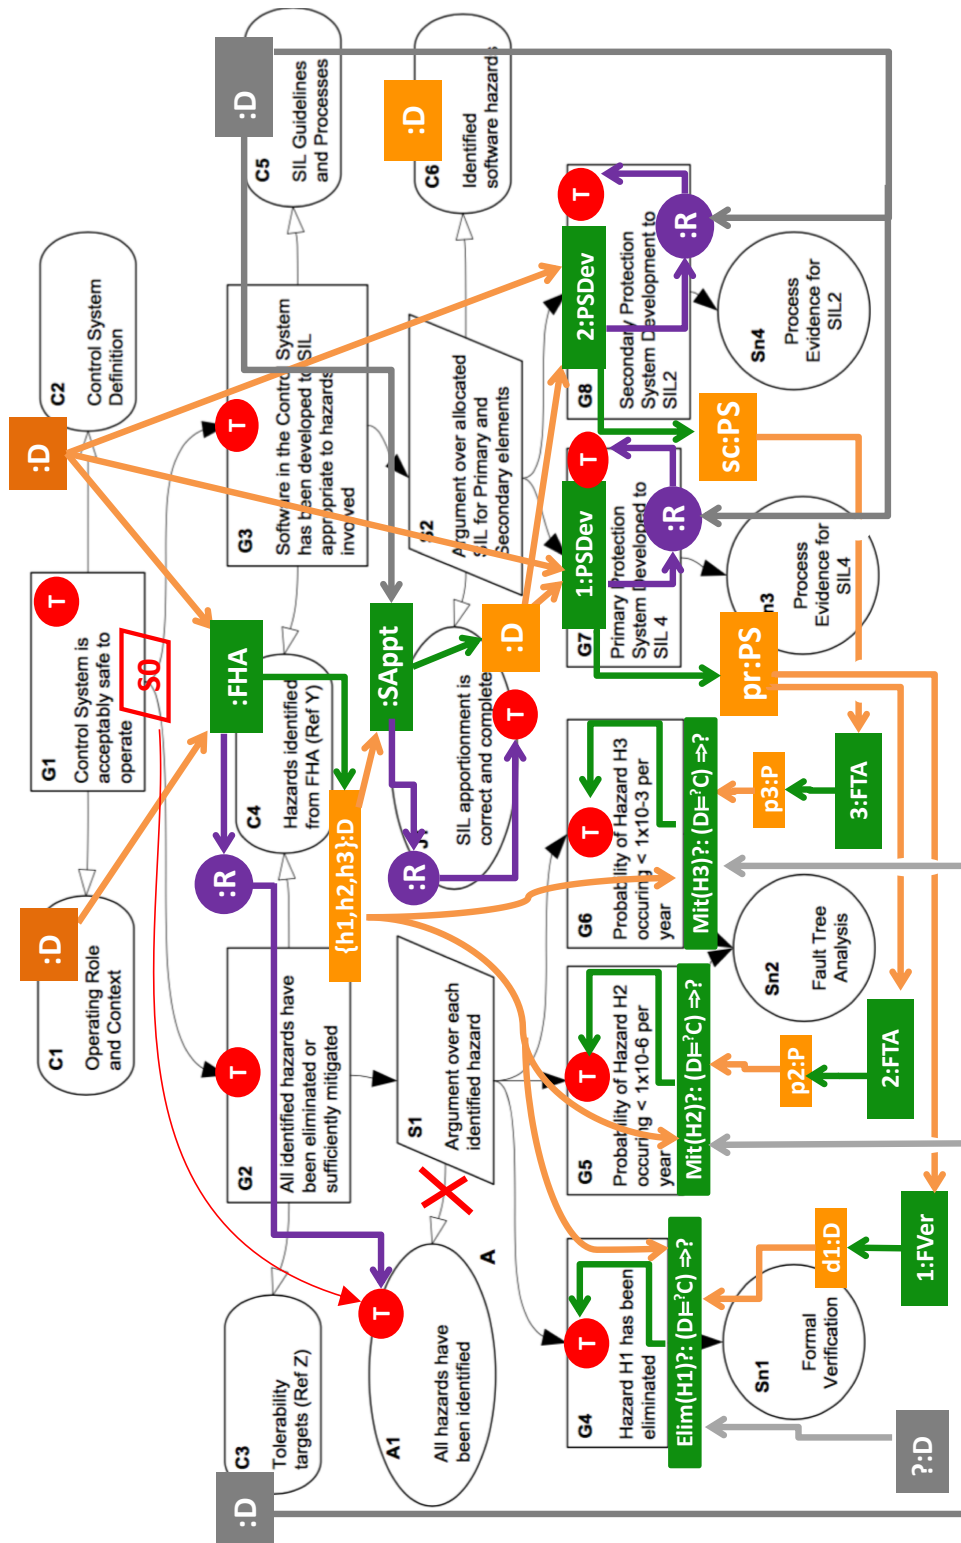 C1
Operating Role
and Context
:D
G1
Control System is
acceptably safe to
operate
T
S0
:D
C2
Control System
Definition
:D
C3
Tolerability
targets (Ref Z)
G2
All identified hazards have
been eliminated or
sufficiently mitigated
T
:R
:FHA
C4
Hazards identified
from FHA (Ref Y)
{h1,h2,h3}:D
T
G3
Software in the Control System
has been developed to SIL
appropriate to hazards
involved
:D
C5
SIL Guidelines
and Processes
A1
All hazards have
been identified
T
A
S1
Argument over each
identified hazard
:R
:SAppt
SIL apportionment is
correct and complete
T
:D
S2
Argument over allocated
SIL for Primary and
Secondary elements
:D
C6
Identified
software hazards
G4
Hazard H1 has been
eliminated
T
Elim(H1)?: (D⊨?C) =>?
G5
Probability of Hazard H2
occuring < 1x10-6 per
year
T
Mit(H2)?: (D⊨?C) =>?
G6
Probability of Hazard H3
occuring < 1x10-3 per
year
T
Mit(H3)?: (D⊨?C) =>?
G7
Primary Protection
System Developed to
SIL 4
1:PSDev
T
:R
G8
Secondary Protection
System Development to
SIL2
2:PSDev
T
:R
Sn1
Formal
Verification
d1:D
Sn2
Fault Tree
Analysis
p2:P
p3:P
pr:PS
n3
Process
Evidence for
SIL4
sc:PS
Sn4
Process
Evidence for
SIL2
?:D
1:FVer
2:FTA
3:FTA